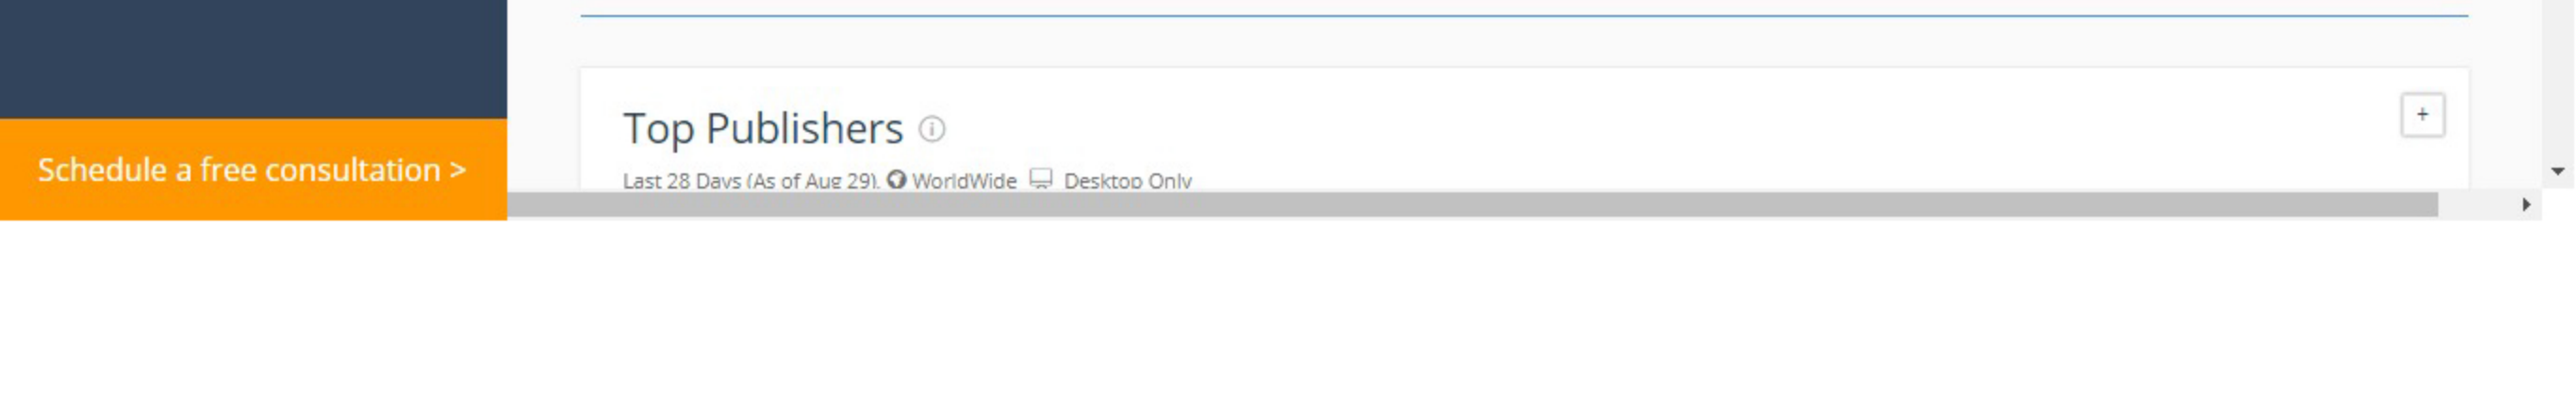 Top Publishers
Schedule a free consultation >
Last 28 Days (As of Aug 29). WorldWide Desktop Only